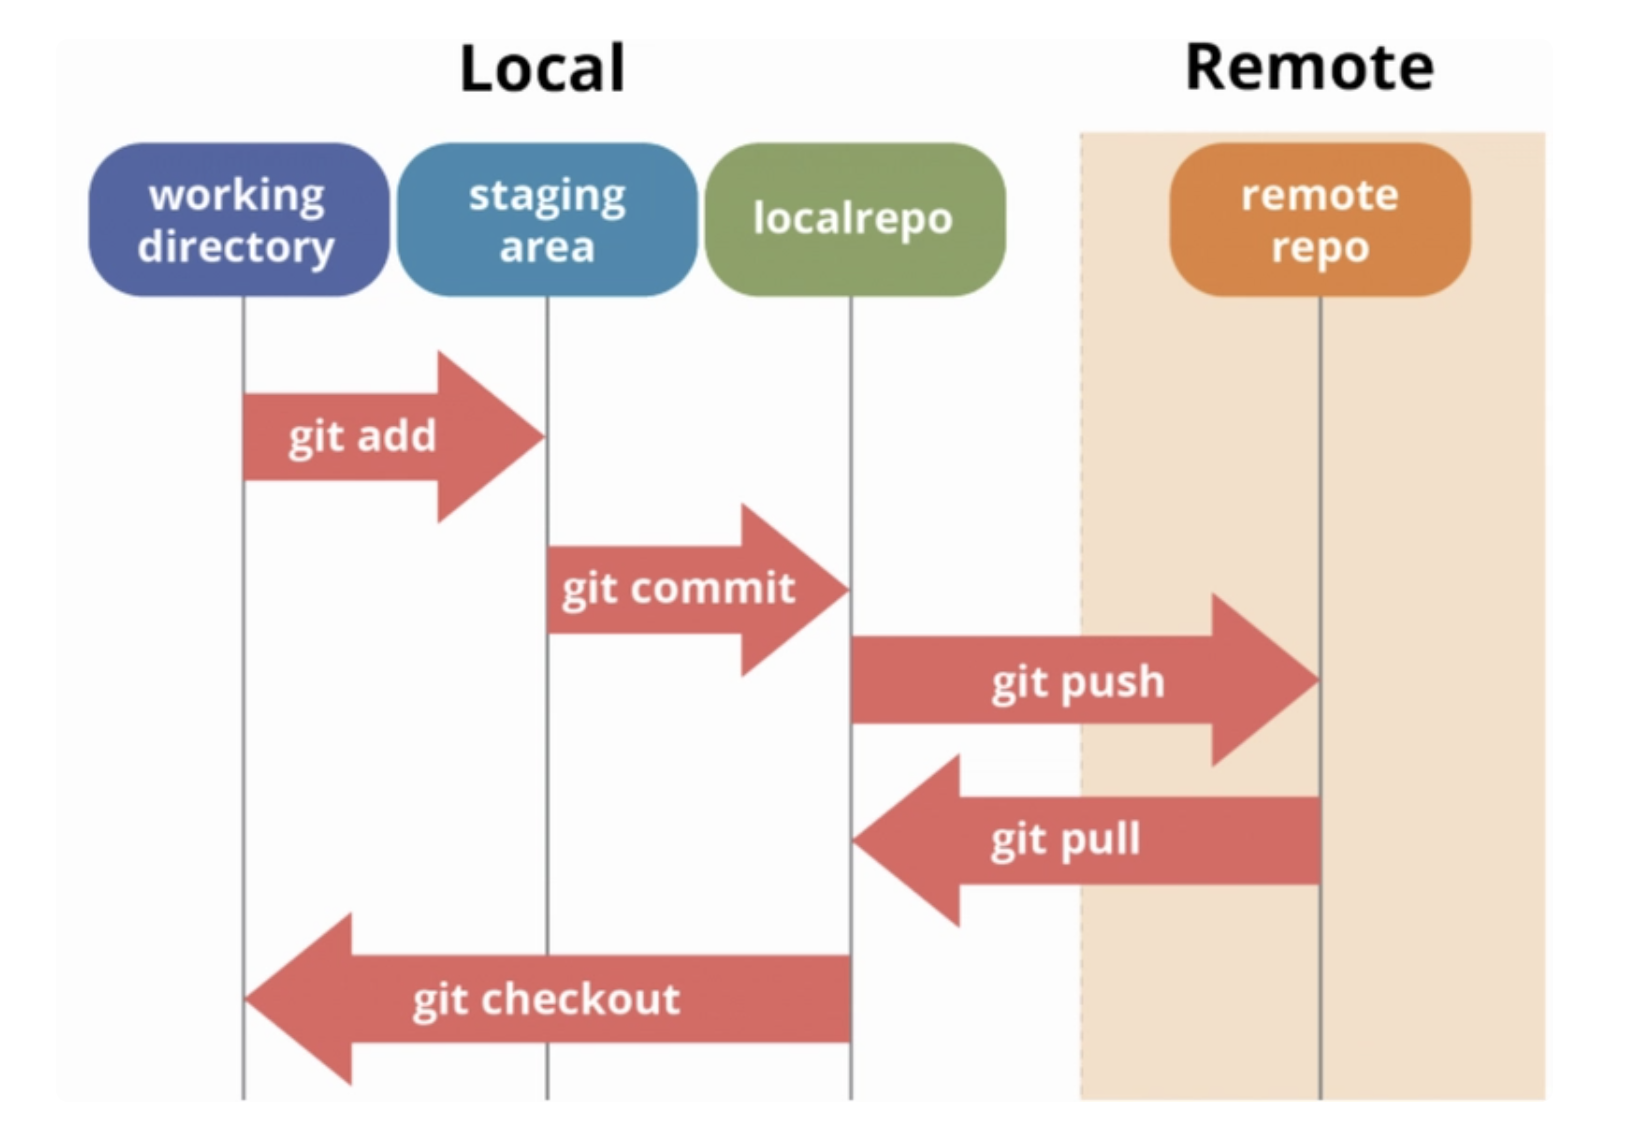 Local
Remote
working
directory
staging
area
localrepo
remote
repo
git add
git commit
git push
git pull
git checkout